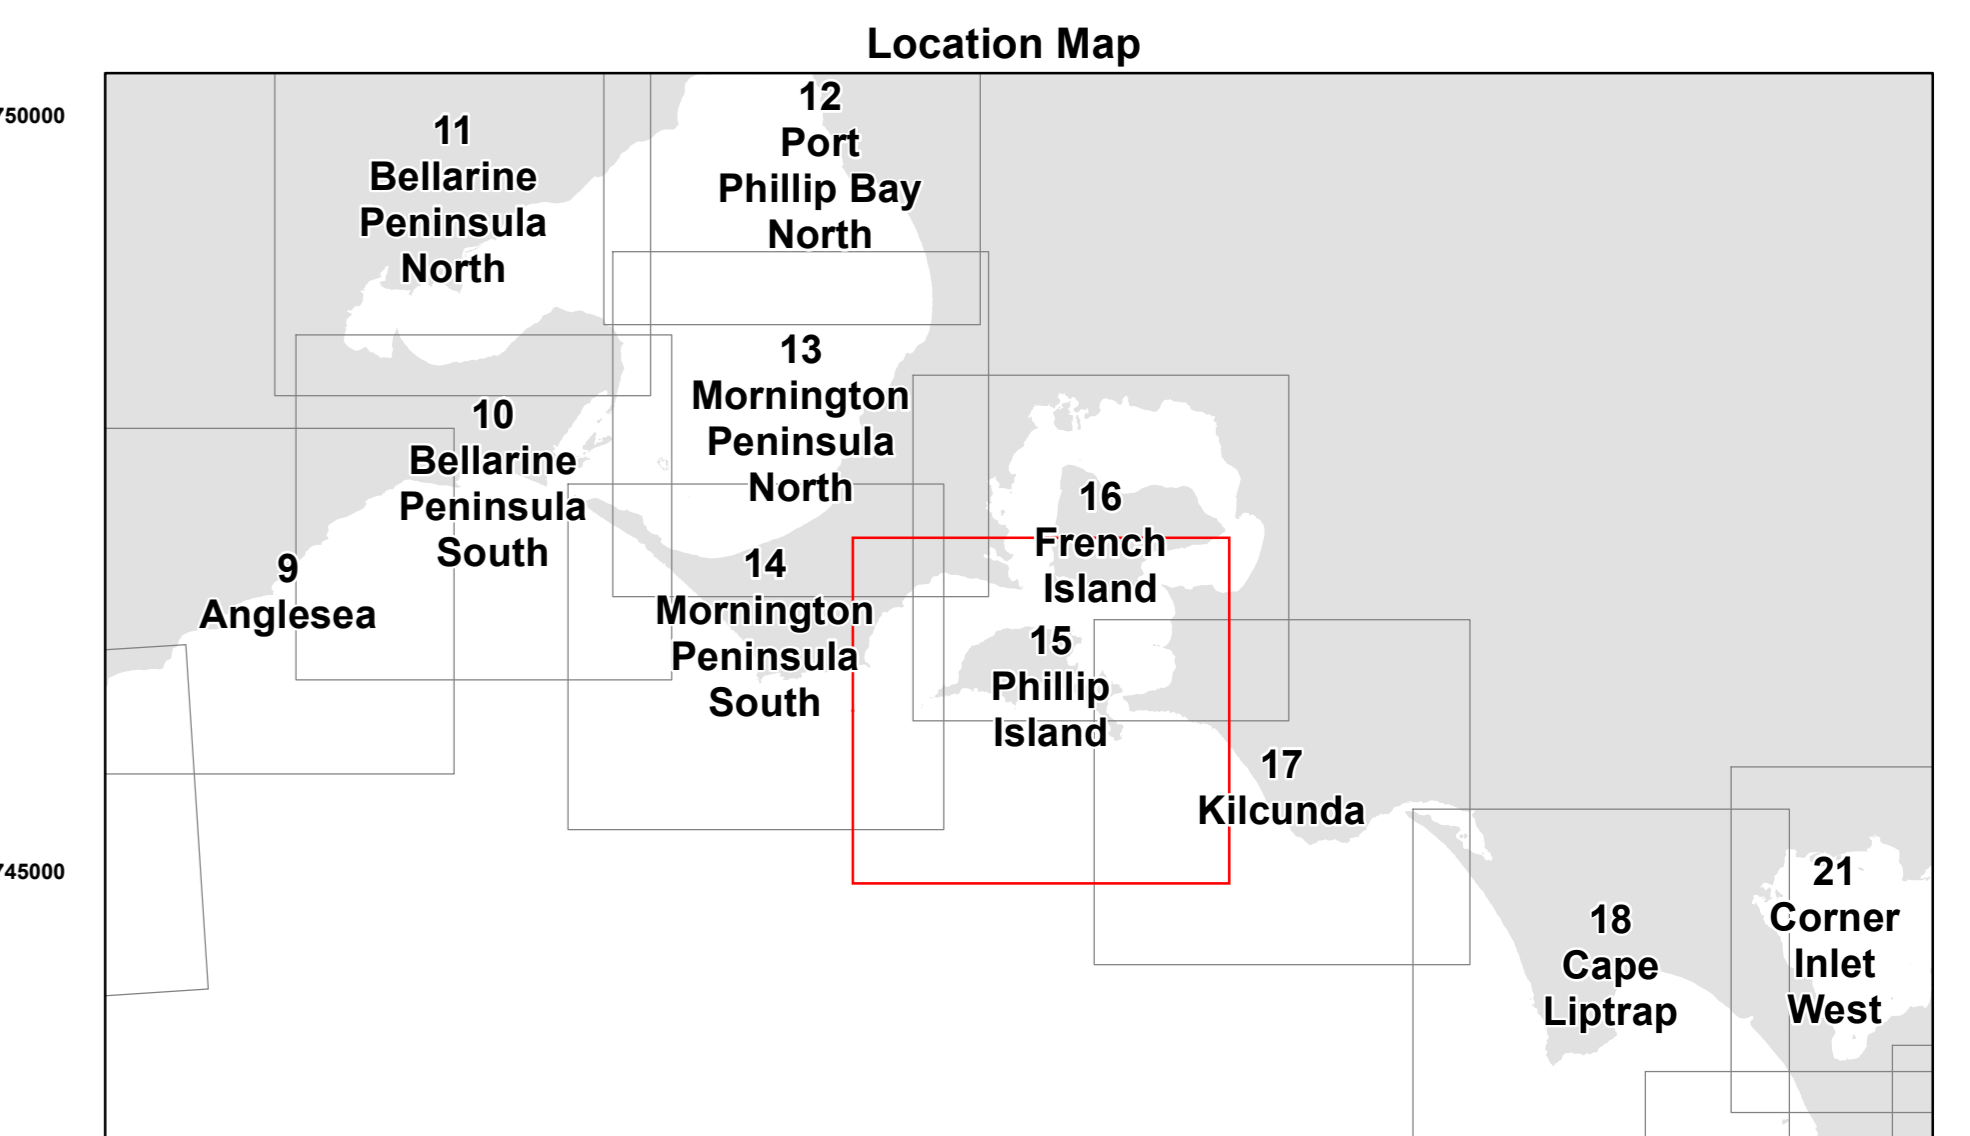 Location Map
750000
745000
11
Bellarine
Peninsula
North
12
Port
Phillip Bay
North
13
Mornington
Peninsula
North
10
Bellarine
Peninsula
South
9
Anglesea
14
Mornington
Peninsula
South
16
French
Island
15
Phillip
Island
17
Kilcunda
18
Cape
Liptrap
21
Corner
Inlet
West